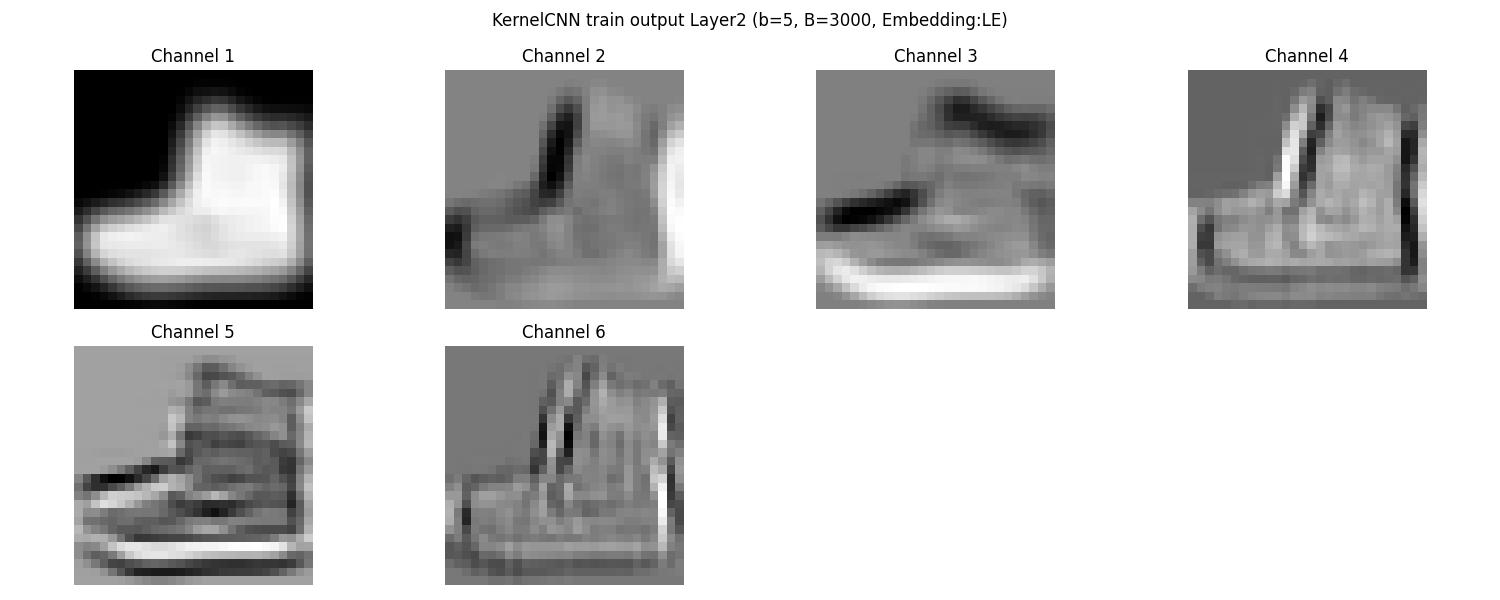 KernelCNN train output Layer2 (b=5, B=3000, Embedding:LE)
Channel 1
Channel 2
Channel 3
Channel 4
Channel 5
Channel 6